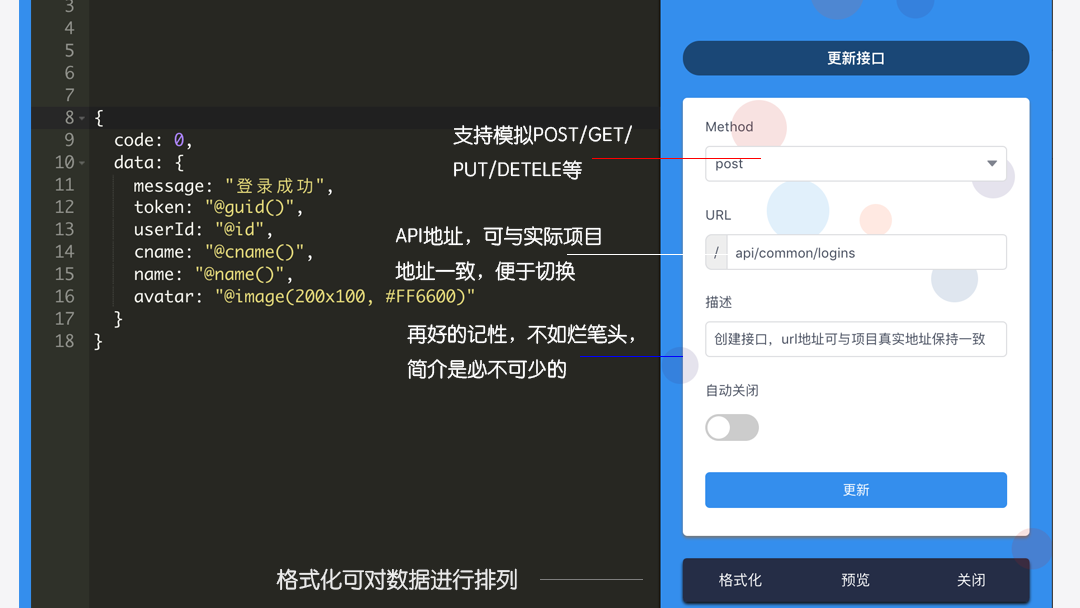 3
4
5
6
7
8 {
9 code: 0,
10 data: {
11 message: "登录成功",
12 token: "@guid()",
13 userId: "@id",
14 cname: "@cname()",
15 name: "@name()",
16 avatar: "@image(200x100, #FF6600)"
17 }
18 }
支持模拟POST/GET/
PUT/DETELE等
API地址，可与实际项目
地址一致，便于切换
再好的记性，不如烂笔头，
简介是必不可少的
格式化可对数据进行排列
更新接口
Method
post
URL
/ api/common/logins
描述
创建接口，url地址可与项目真实地址保持一致
自动关闭
更新
格式化 预览 关闭